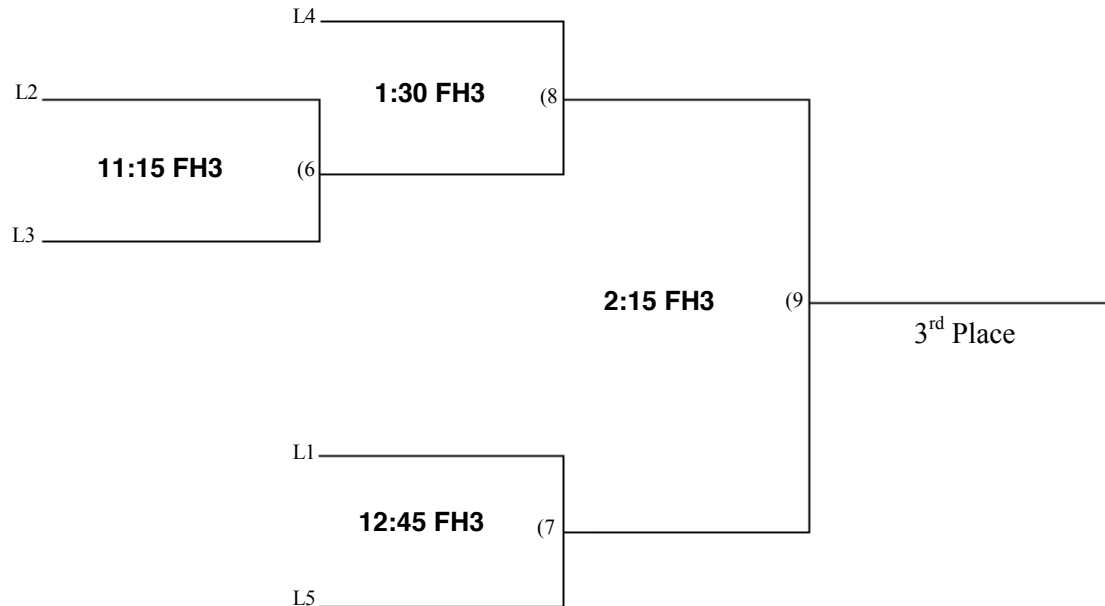 L4
1:30 FH3
(8
L2
11:15 FH3
(6
L3
2:15 FH3
(9
3rd Place
L1
12:45 FH3
(7
L5